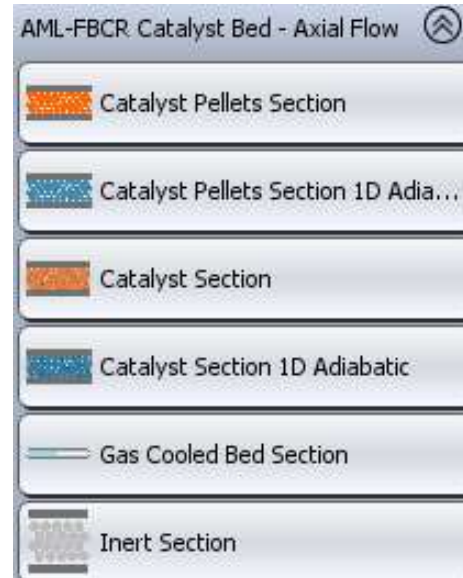 AML-FBCR Catalyst Bed - Axial Flow
Catalyst Pellets Section
Catalyst Pellets Section 1D Adia...
Catalyst Section
Catalyst Section 1D Adiabatic
Gas Cooled Bed Section
Inert Section